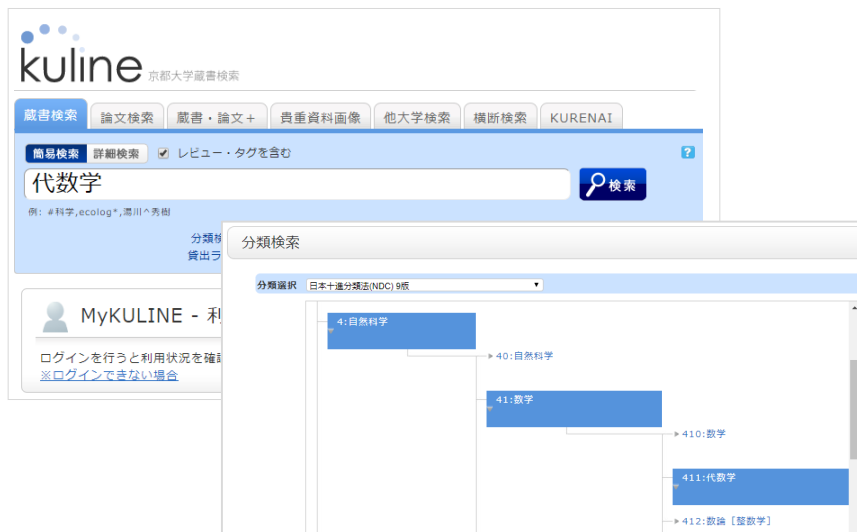 kuline 京都大学蔵書検索
蔵書検索 論文検索 蔵書・論文+ 貴重資料画像 他大学検索 横断検索 KURENAI
簡易検索 詳細検索 レビュー・タグを含む ?
代数学 検索
例: #科学,ecolog*,湯川^秀樹
分類検
貸出ラ
MyKULINE - 利
ログインを行うと利用状況を確認
※ログインできない場合
分類検索
分類選択 日本十進分類法(NDC) 9版
4:自然科学
40:自然科学
41:数学
410:数学
411:代数学
412:数論[整数学]